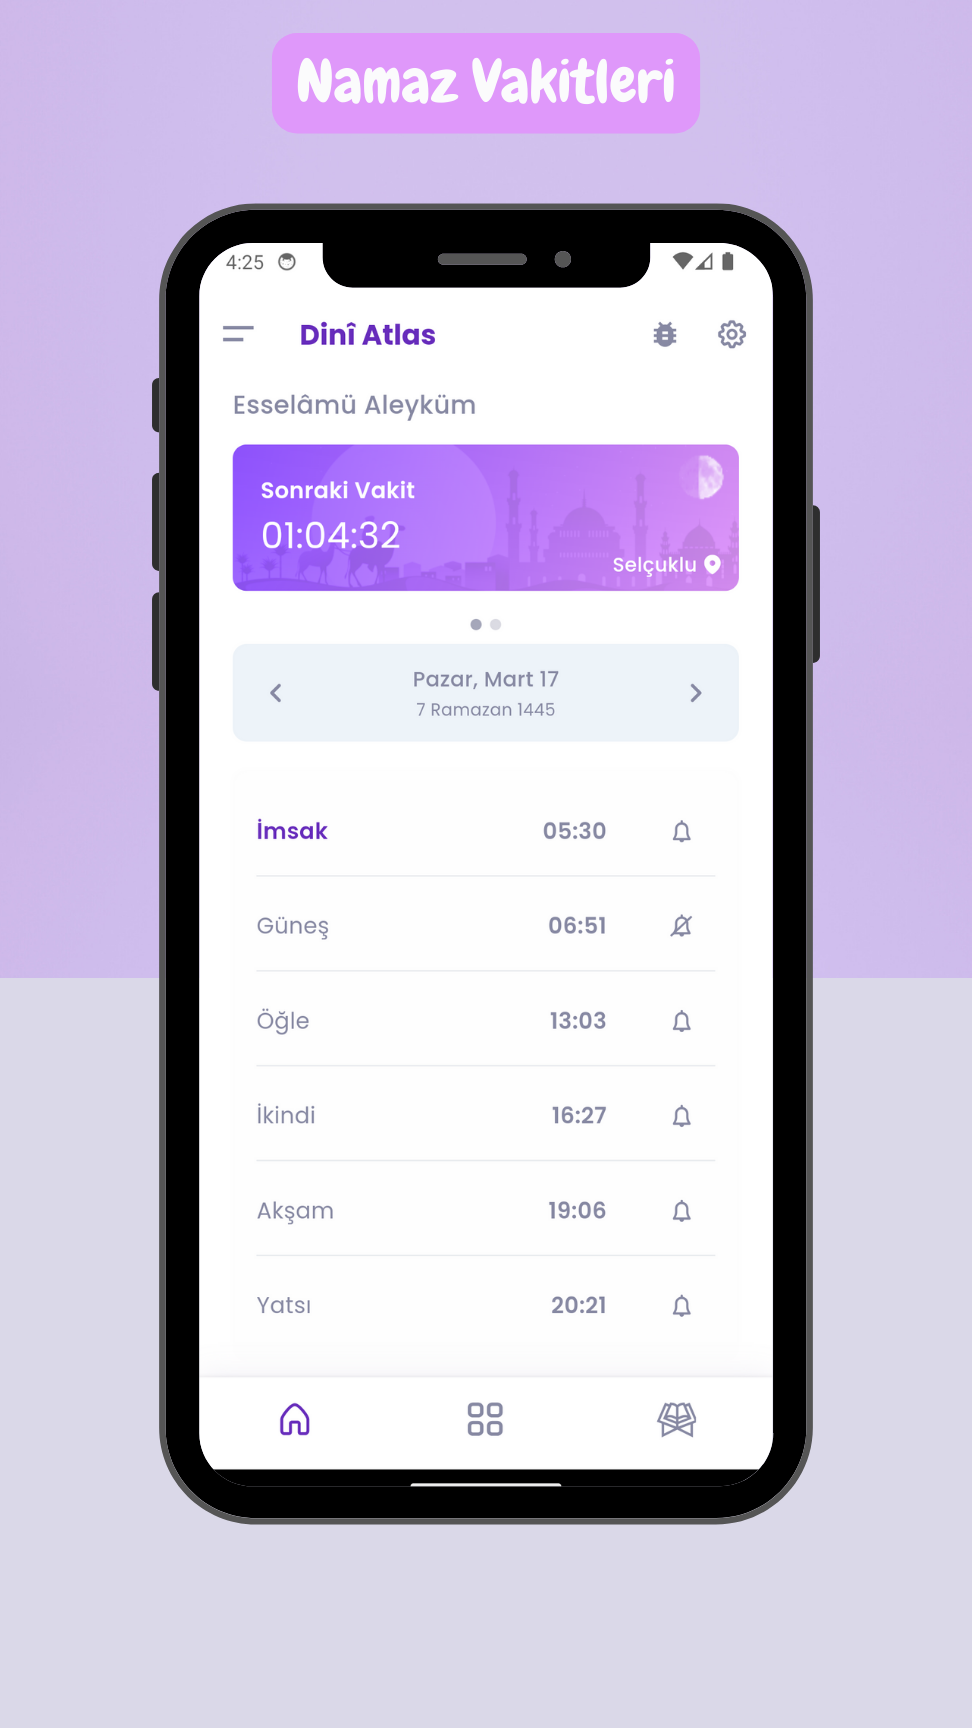 Namaz Vakitleri
4:25
Dinî Atlas
Esselâmü Aleyküm
Sonraki Vakit
01:04:32
Selçuklu
Pazar, Mart 17
7 Ramazan 1445
İmsak 05:30
Güneş 06:51
Öğle 13:03
İkindi 16:27
Akşam 19:06
Yatsı 20:21